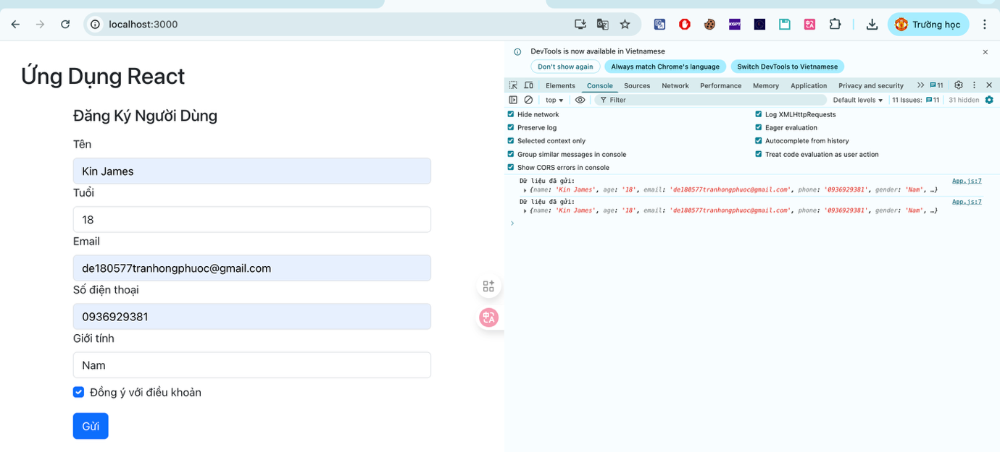 localhost:3000
KGPT
Trường học
Ứng Dụng React
Đăng Ký Người Dùng
Tên
Kin James
Tuổi
18
Email
de180577tranhongphuoc@gmail.com
Số điện thoại
0936929381
Giới tính
Nam
Đồng ý với điều khoản
Gửi
DevTools is now available in Vietnamese
Don't show again Always match Chrome's language Switch DevTools to Vietnamese
Elements Console Sources Network Performance Memory Application Privacy and security 11
top Filter Default levels 11 Issues: 11 31 hidden
Hide network Log XMLHttpRequests
Preserve log Eager evaluation
Selected context only Autocomplete from history
Group similar messages in console Treat code evaluation as user action
Show CORS errors in console
Dữ liệu đã gửi: App.js:7
{name: 'Kin James', age: '18', email: 'de180577tranhongphuoc@gmail.com', phone: '0936929381', gender: 'Nam', …}
Dữ liệu đã gửi: App.js:7
{name: 'Kin James', age: '18', email: 'de180577tranhongphuoc@gmail.com', phone: '0936929381', gender: 'Nam', …}